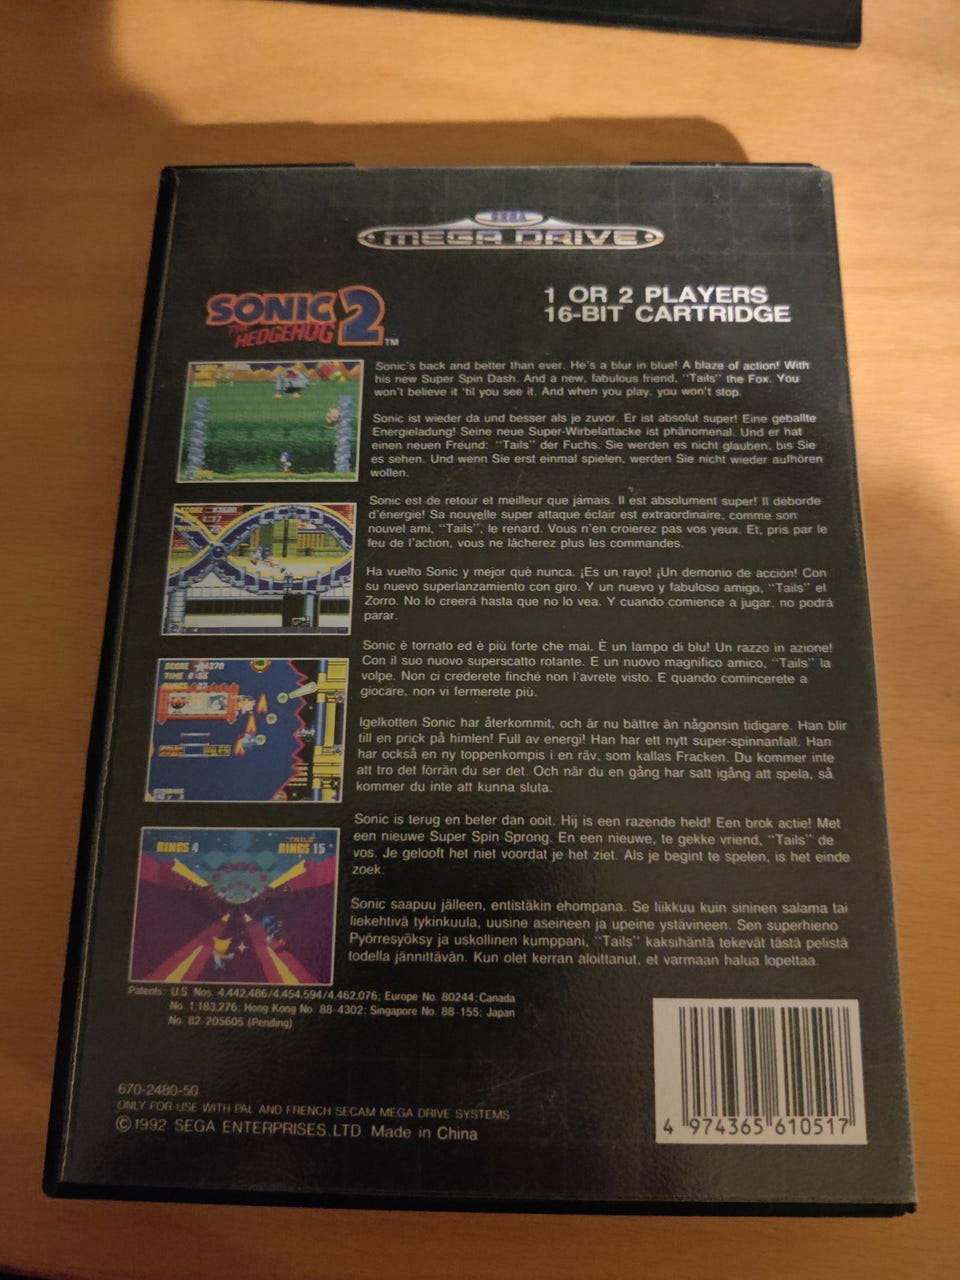 SEGA
MEGA DRIVE
SONIC
THE
HEDGEHOG 2™
1 OR 2 PLAYERS
16-BIT CARTRIDGE
Sonic's back and better than ever. He's a blur in blue! A blaze of action! With
his new Super Spin Dash. And a new, fabulous friend, "Tails" the Fox. You
won't believe it 'til you see it. And when you play, you won't stop.
Sonic ist wieder da und besser als je zuvor. Er ist absolut super! Eine geballte
Energieladung! Seine neue Super-Wirbelattacke ist phänomenal. Und er hat
einen neuen Freund: "Tails" der Fuchs. Sie werden es nicht glauben, bis Sie
es sehen. Und wenn Sie erst einmal spielen, werden Sie nicht wieder aufhören
wollen.
Sonic est de retour et meilleur que jamais. Il est absolument super! Il déborde
d'énergie! Sa nouvelle super attaque éclair est extraordinaire, comme son
nouvel ami, "Tails", le renard. Vous n'en croierez pas vos yeux. Et, pris par le
feu de l'action, vous ne lâcherez plus les commandes.
Ha vuelto Sonic y mejor que nunca. ¡Es un rayo! ¡Un demonio de acción! Con
su nuevo superlanzamiento con giro. Y un nuevo y fabuloso amigo, "Tails" el
Zorro. No lo creerá hasta que no lo vea. Y cuando comience a jugar, no podrá
parar.
Sonic è tornato ed è più forte che mai. È un lampo di blu! Un razzo in azione!
Con il suo nuovo superscatto rotante. E un nuovo magnifico amico, "Tails" la
volpe. Non ci crederete finché non l'avrete visto. E quando comincerete a
giocare, non vi fermerete più.
Igelkotten Sonic har återkommit, och är nu bättre än någonsin tidigare. Han blir
till en prick på himlen! Full av energi! Han har ett nytt super-spinnanfall. Han
har också en ny toppenkompis i en räv, som kallas Fracken. Du kommer inte
att tro det förrän du ser det. Och när du en gång har satt igång att spela, så
kommer du inte att kunna sluta.
Sonic is terug en beter dan ooit. Hij is een razende held! Een brok actie! Met
een nieuwe Super Spin Sprong. En een nieuwe, te gekke vriend, "Tails" de
vos. Je gelooft het niet voordat je het ziet. Als je begint te spelen, is het einde
zoek.
Sonic saapuu jälleen, entistäkin ehompana. Se liikkuu kuin sininen salama tai
liekehtivä tykinkuula, uusine aseineen ja upeine ystävineen. Sen superhieno
Pyörresyöksy ja uskollinen kumppani, "Tails" kaksihäntä tekevät tästä pelistä
todella jännittävän. Kun olet kerran aloittanut, et varmaan halua lopettaa.
SCORE
SCORE 4270
TIME
RINGS
TAILS
RINGS 4
RINGS 15
Patents: U.S. Nos. 4,442,486/4,454,594/4,462,076; Europe No. 80244; Canada
No. 1,183,276; Hong Kong No. 88-4302; Singapore No. 88-155; Japan
No. 82-205605 (Pending)
670-2480-50
ONLY FOR USE WITH PAL AND FRENCH SECAM MEGA DRIVE SYSTEMS
©1992 SEGA ENTERPRISES,LTD Made in China
4 974365 610517